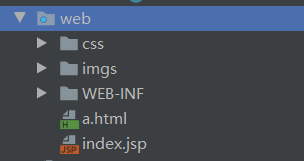 web
css
imgs
WEB-INF
a.html
index.jsp